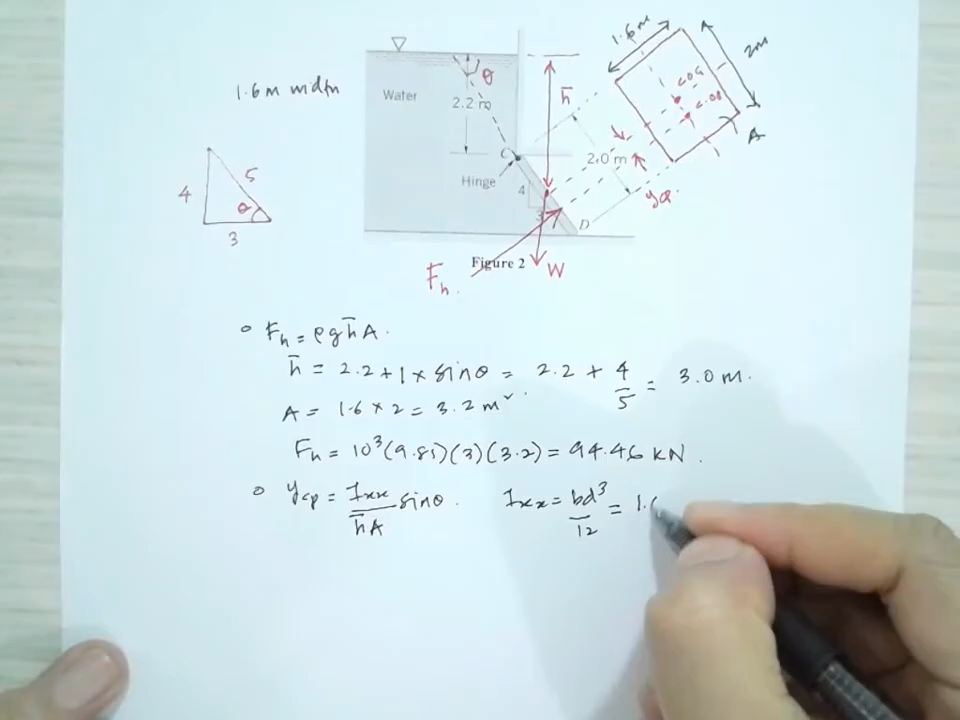 1.6m
2m
1.6 m width
θ
Water
2.2 m
h̄
C.O.G
C.O.P
A
C
2.0 m
Hinge
4
5
4
θ
3
3
ycp
D
Fh
Figure 2
W
Fh = ρgh̄A.
h̄ = 2.2 + 1 × sinθ = 2.2 + 4/5 = 3.0 m.
A = 1.6 × 2 = 3.2 m²
Fh = 10³(9.81)(3)(3.2) = 94.46 kN.
ycp = Ixx/h̄A sinθ. Ixx = bd³/12 = 1.6